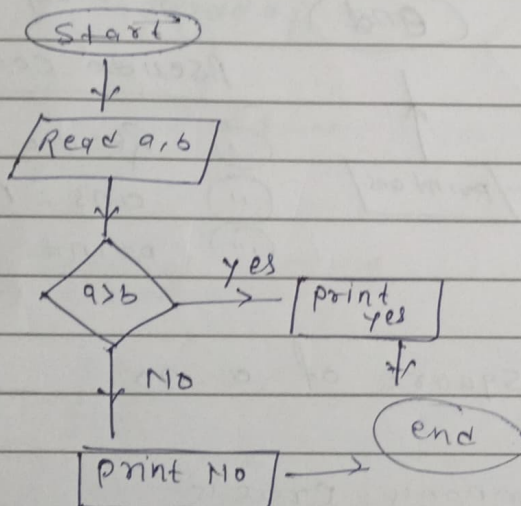 Start
Read a, b
a>b
yes
print
yes
No
end
print No